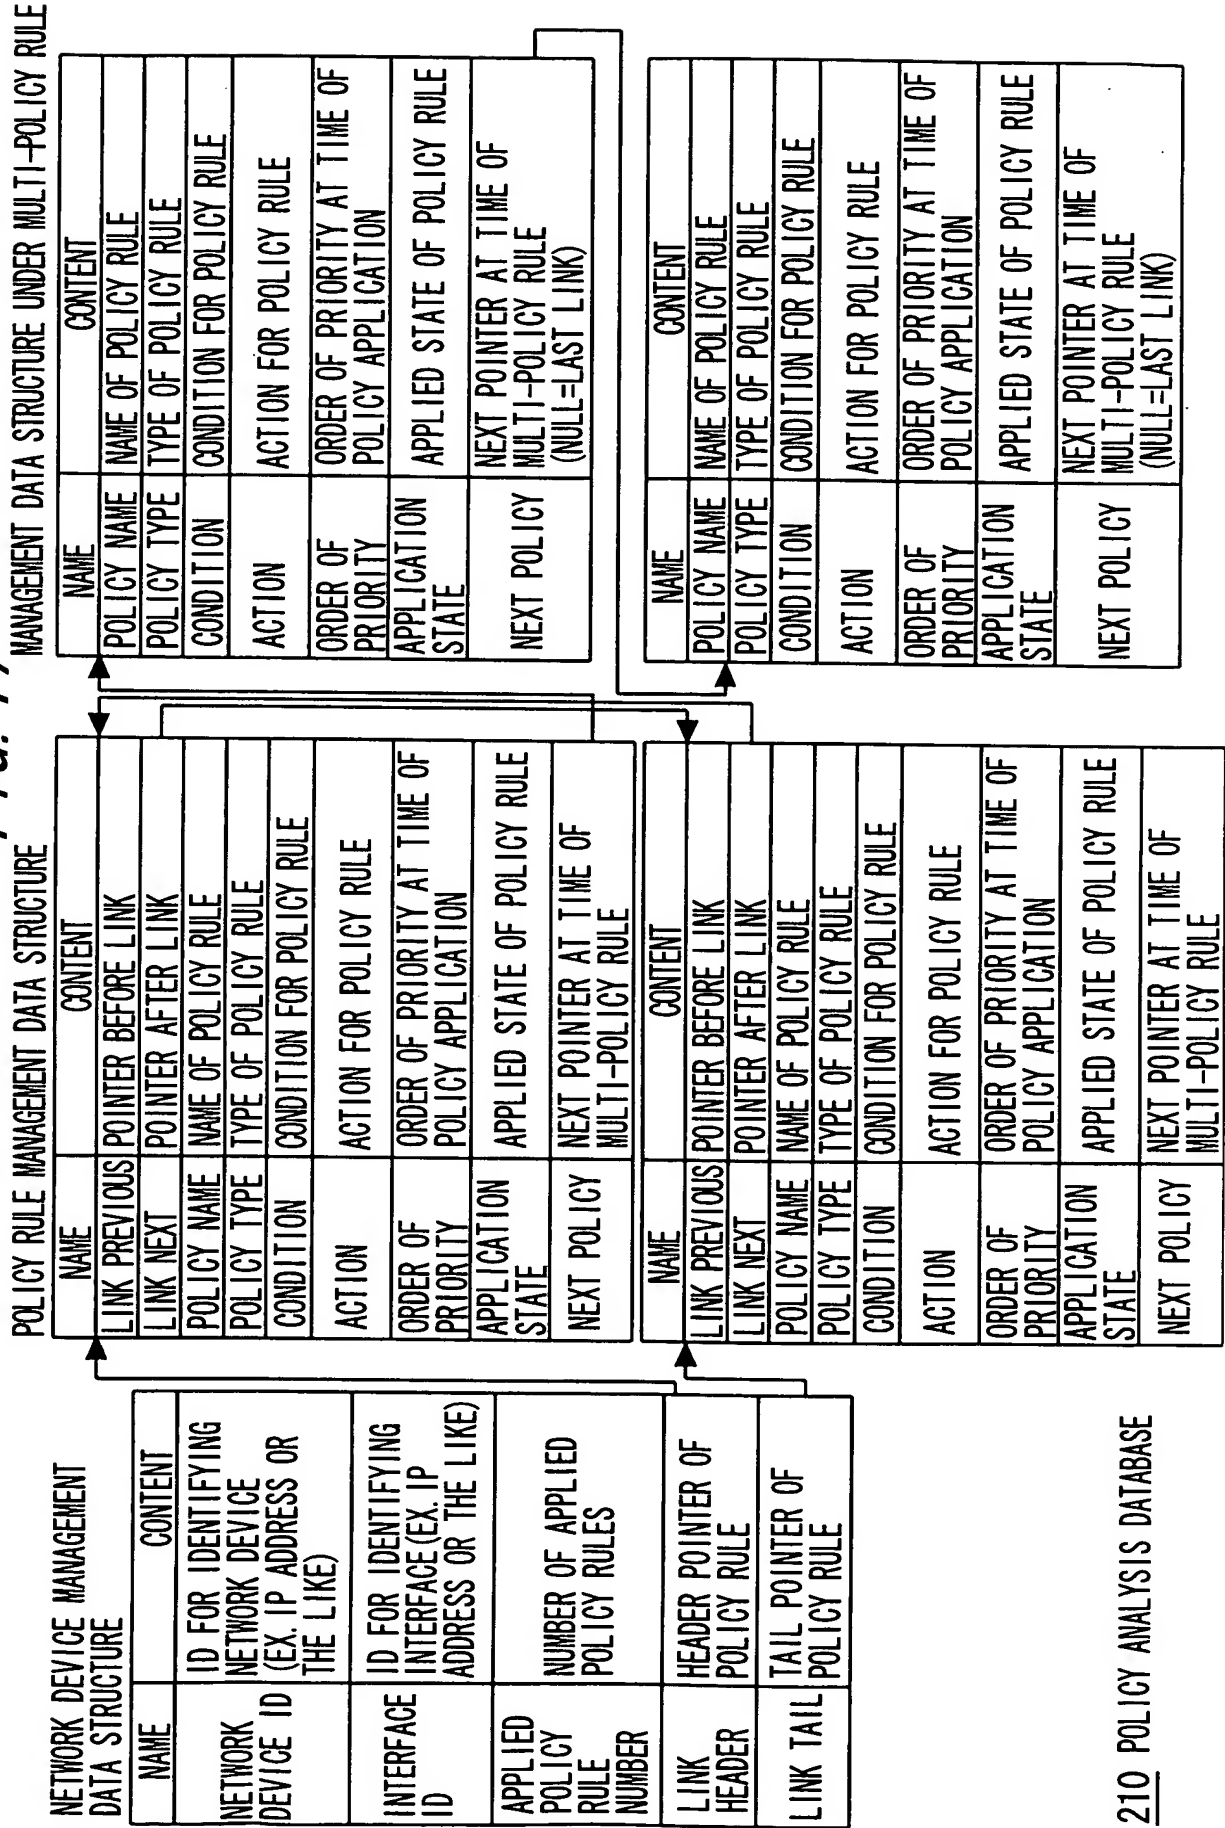 NETWORK DEVICE MANAGEMENT
DATA STRUCTURE
NAME CONTENT
NETWORK
DEVICE ID
ID FOR IDENTIFYING
NETWORK DEVICE
(EX. IP ADDRESS OR
THE LIKE)
INTERFACE
ID
ID FOR IDENTIFYING
INTERFACE(EX. IP
ADDRESS OR THE LIKE)
APPLIED
POLICY
RULE
NUMBER
NUMBER OF APPLIED
POLICY RULES
LINK
HEADER
HEADER POINTER OF
POLICY RULE
LINK TAIL
TAIL POINTER OF
POLICY RULE
210 POLICY ANALYSIS DATABASE
POLICY RULE MANAGEMENT DATA STRUCTURE
NAME CONTENT
LINK PREVIOUS POINTER BEFORE LINK
LINK NEXT POINTER AFTER LINK
POLICY NAME NAME OF POLICY RULE
POLICY TYPE TYPE OF POLICY RULE
CONDITION CONDITION FOR POLICY RULE
ACTION ACTION FOR POLICY RULE
ORDER OF
PRIORITY
ORDER OF PRIORITY AT TIME OF
POLICY APPLICATION
APPLICATION
STATE
APPLIED STATE OF POLICY RULE
NEXT POLICY
NEXT POINTER AT TIME OF
MULTI-POLICY RULE
NAME CONTENT
LINK PREVIOUS POINTER BEFORE LINK
LINK NEXT POINTER AFTER LINK
POLICY NAME NAME OF POLICY RULE
POLICY TYPE TYPE OF POLICY RULE
CONDITION CONDITION FOR POLICY RULE
ACTION ACTION FOR POLICY RULE
ORDER OF
PRIORITY
ORDER OF PRIORITY AT TIME OF
POLICY APPLICATION
APPLICATION
STATE
APPLIED STATE OF POLICY RULE
NEXT POLICY
NEXT POINTER AT TIME OF
MULTI-POLICY RULE
MANAGEMENT DATA STRUCTURE UNDER MULTI-POLICY RULE
NAME CONTENT
POLICY NAME NAME OF POLICY RULE
POLICY TYPE TYPE OF POLICY RULE
CONDITION CONDITION FOR POLICY RULE
ACTION ACTION FOR POLICY RULE
ORDER OF
PRIORITY
ORDER OF PRIORITY AT TIME OF
POLICY APPLICATION
APPLICATION
STATE
APPLIED STATE OF POLICY RULE
NEXT POLICY
NEXT POINTER AT TIME OF
MULTI-POLICY RULE
(NULL=LAST LINK)
NAME CONTENT
POLICY NAME NAME OF POLICY RULE
POLICY TYPE TYPE OF POLICY RULE
CONDITION CONDITION FOR POLICY RULE
ACTION ACTION FOR POLICY RULE
ORDER OF
PRIORITY
ORDER OF PRIORITY AT TIME OF
POLICY APPLICATION
APPLICATION
STATE
APPLIED STATE OF POLICY RULE
NEXT POLICY
NEXT POINTER AT TIME OF
MULTI-POLICY RULE
(NULL=LAST LINK)